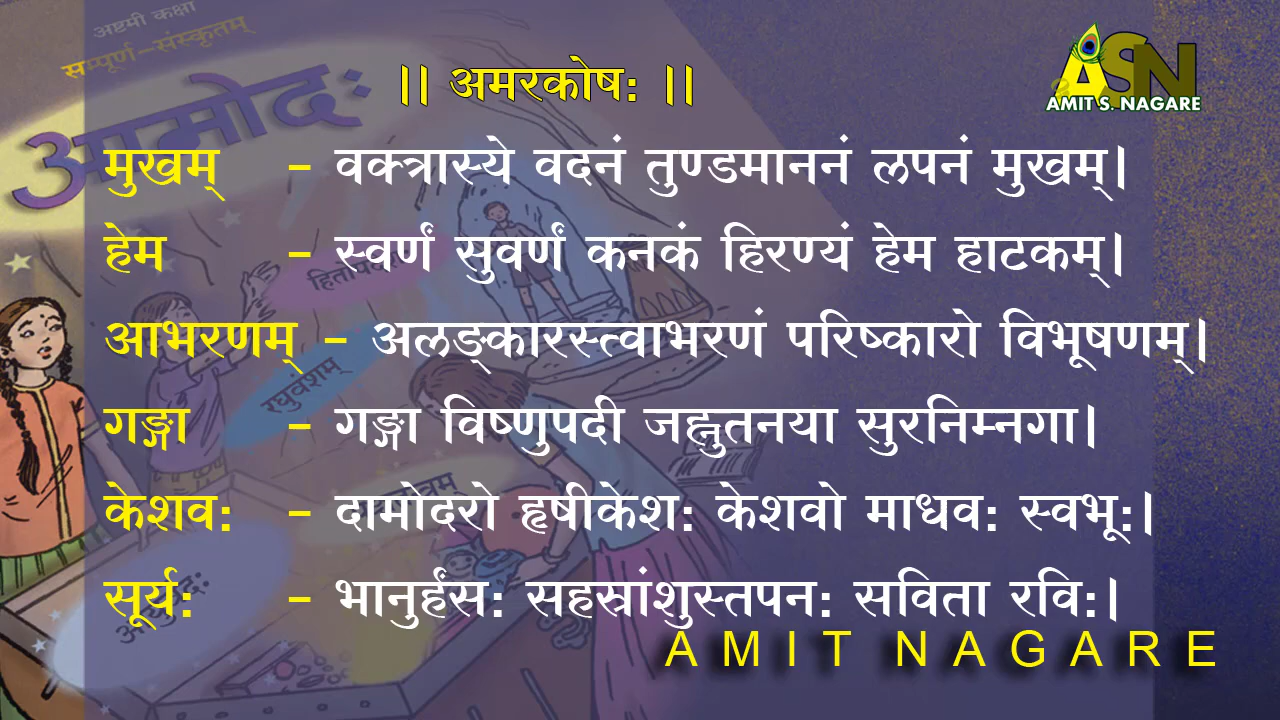 अष्टमी कक्षा
सम्पूर्ण-संस्कृतम्
आमोदः
।। अमरकोषः ।।
ASN
AMIT S. NAGARE
मुखम् - वक्त्रास्ये वदनं तुण्डमाननं लपनं मुखम्।
हेम - स्वर्णं सुवर्णं कनकं हिरण्यं हेम हाटकम्।
आभरणम् - अलङ्कारस्त्वाभरणं परिष्कारो विभूषणम्।
रघुवंशम्
गङ्गा - गङ्गा विष्णुपदी जह्नुतनया सुरनिम्नगा।
केशवः - दामोदरो हृषीकेशः केशवो माधवः स्वभूः।
सूर्यः - भानुर्हंसः सहस्रांशुस्तपनः सविता रविः।
AMIT NAGARE